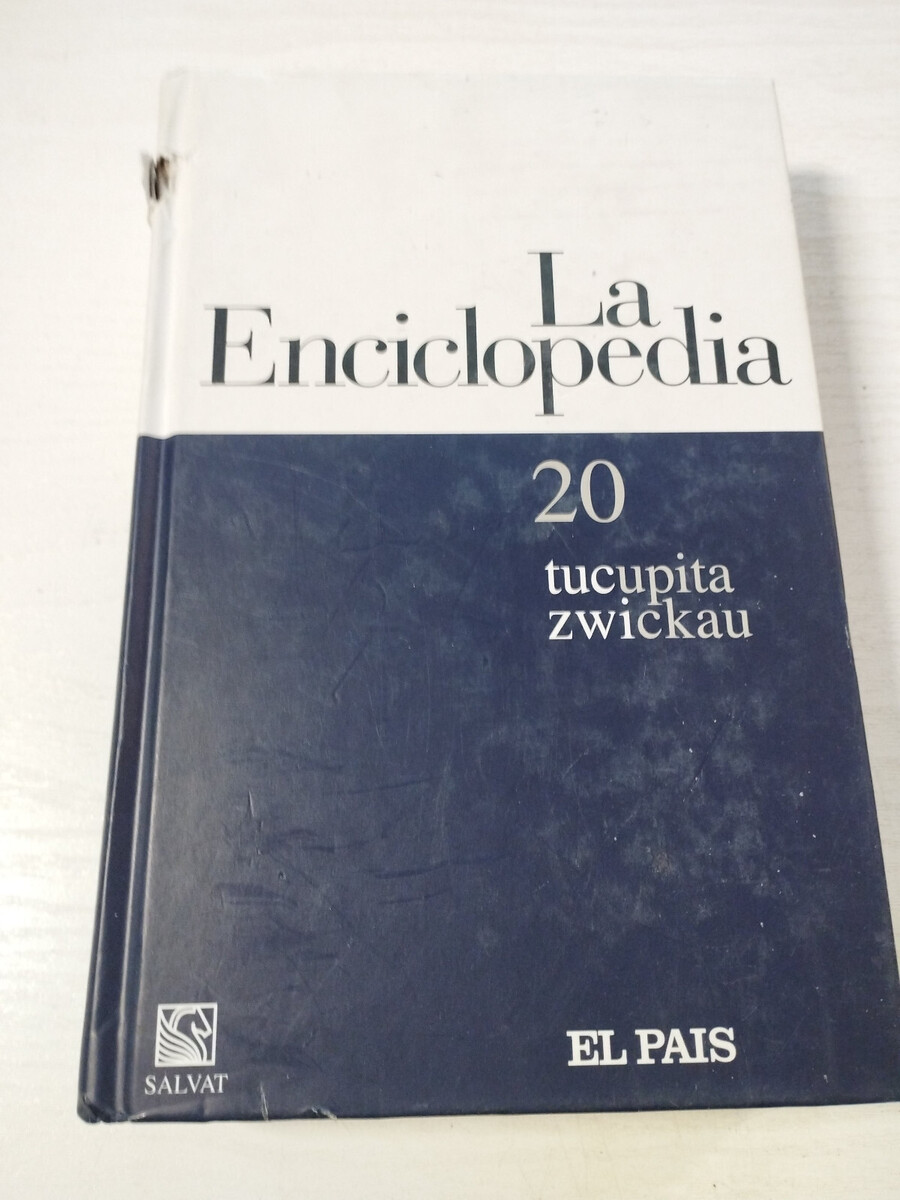 La
Enciclopedia
20
tucupita
zwickau
SALVAT
EL PAIS